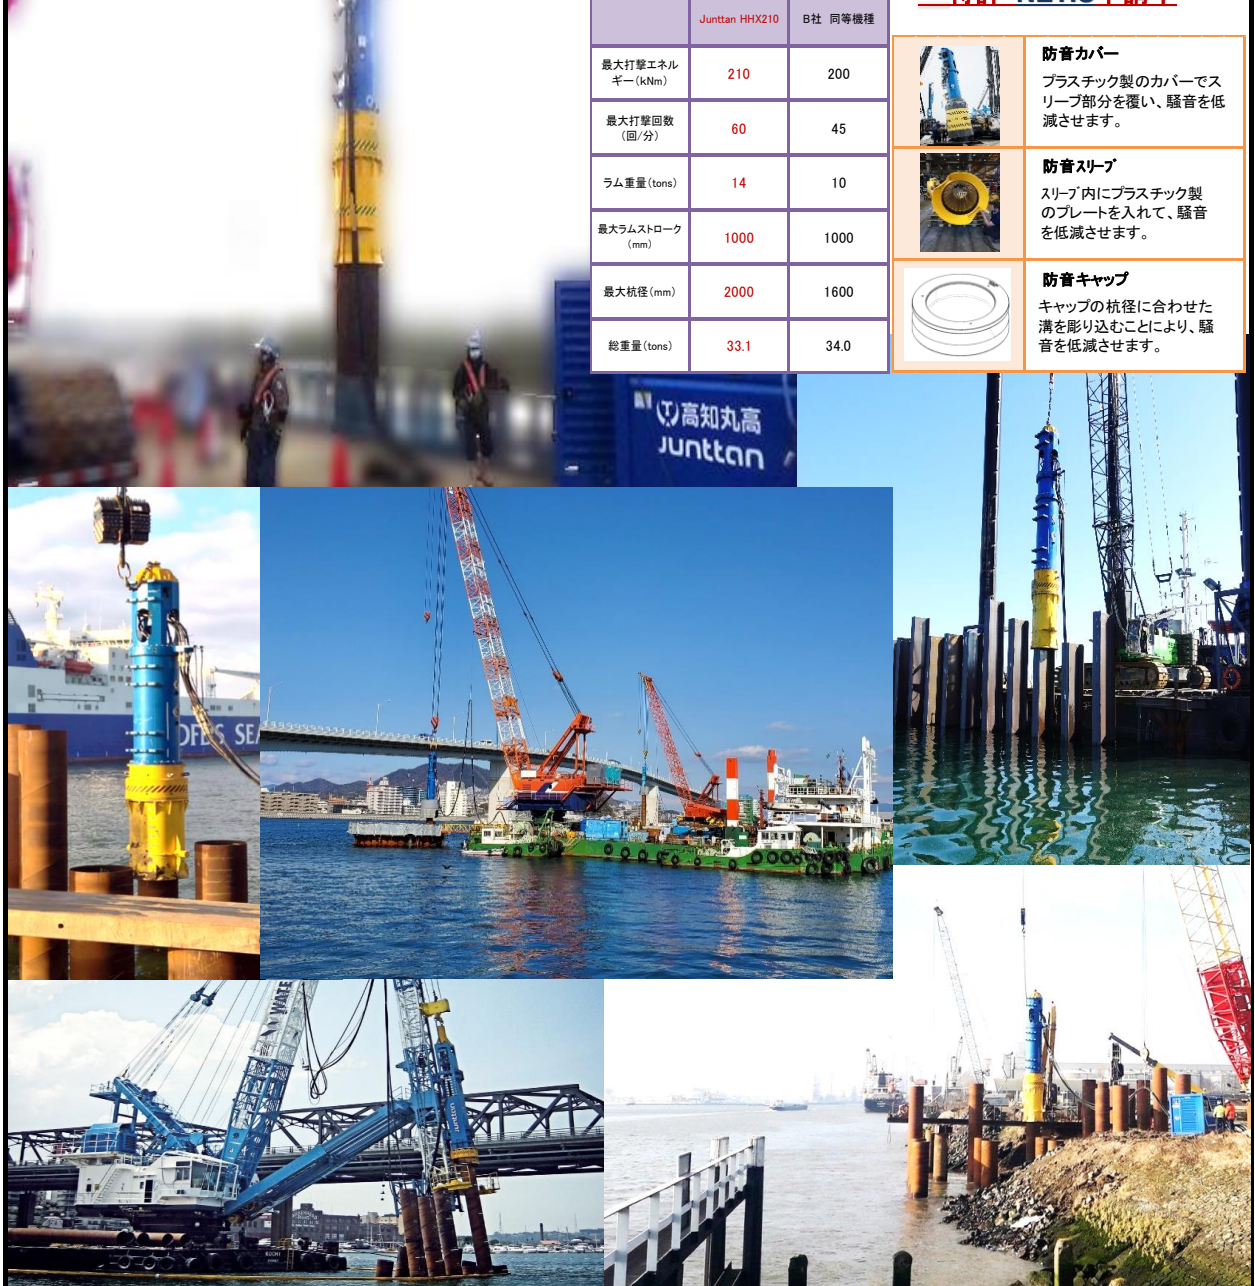 NETIS申請中
Junttan HHX210
B社 同等機種
最大打撃エネル
ギー(kNm)
210
200
最大打撃回数
(回/分)
60
45
ラム重量(tons)
14
10
最大ラムストローク
(mm)
1000
1000
最大杭径(mm)
2000
1600
総重量(tons)
33.1
34.0
防音カバー
プラスチック製のカバーでス
リーブ部分を覆い、騒音を低
減させます。
防音ｽﾘｰﾌﾞ
ｽﾘｰﾌﾞ内にプラスチック製
のプレートを入れて、騒音
を低減させます。
防音キャップ
キャップの杭径に合わせた
溝を彫り込むことにより、騒
音を低減させます。
高知丸高
Junttan
Junttan